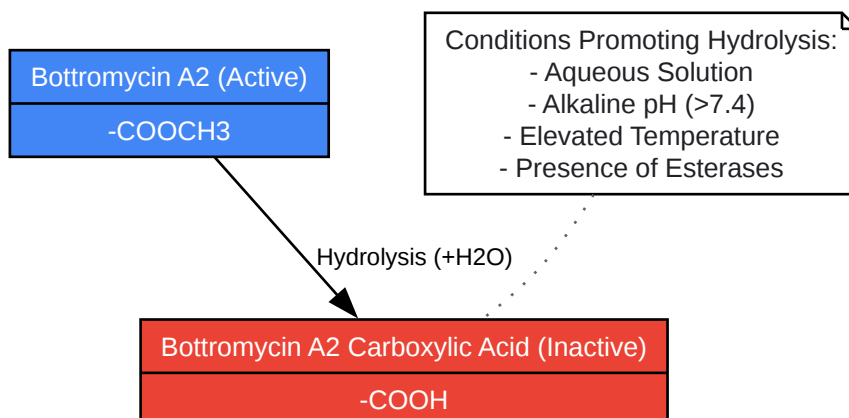 Bottromycin A2 (Active)
-COOCH3
Conditions Promoting Hydrolysis:
- Aqueous Solution
- Alkaline pH (>7.4)
- Elevated Temperature
- Presence of Esterases
Hydrolysis (+H2O)
Bottromycin A2 Carboxylic Acid (Inactive)
-COOH